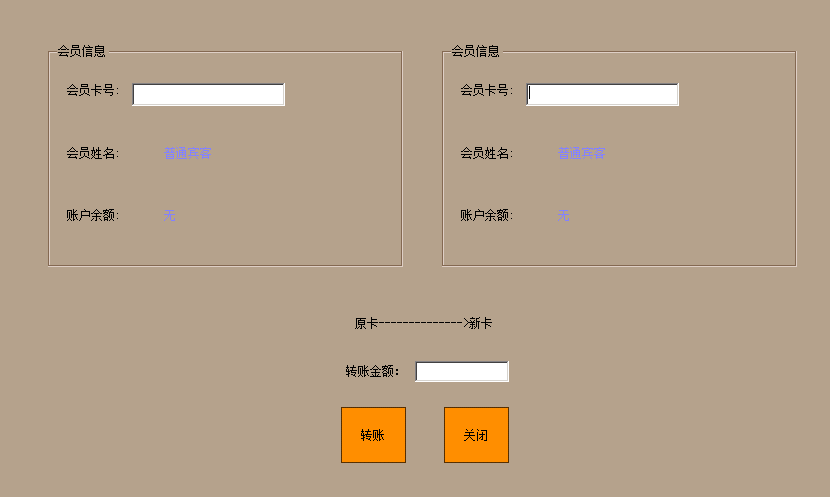 会员信息
会员卡号:
会员姓名: 普通宾客
账户余额: 无
会员信息
会员卡号:
会员姓名: 普通宾客
账户余额: 无
原卡-------------->新卡
转账金额:
转账
关闭